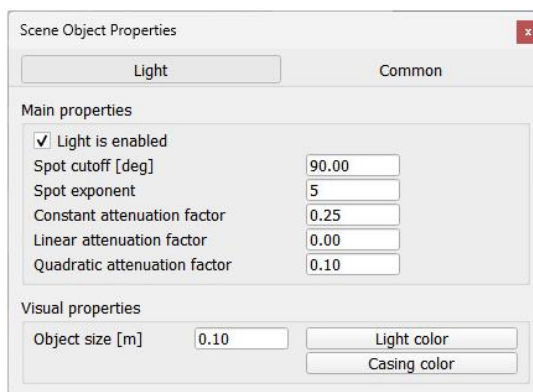 Scene Object Properties x
Light Common
Main properties
Light is enabled
Spot cutoff [deg] 90.00
Spot exponent 5
Constant attenuation factor 0.25
Linear attenuation factor 0.00
Quadratic attenuation factor 0.10
Visual properties
Object size [m] 0.10 Light color
Casing color